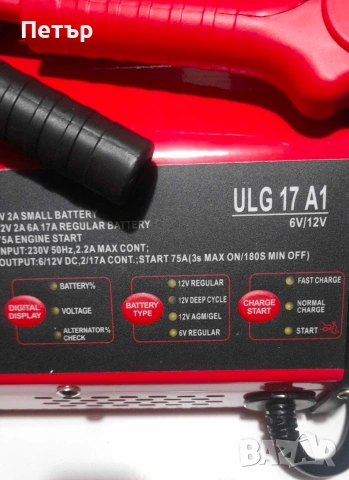 Петър
ULG 17 A1
6V/12V
V 2A SMALL BATTERY
2V 2A 6A 17A REGULAR BATTERY
75A ENGINE START
INPUT:230V 50Hz, 2.2A MAX CONT;
OUTPUT:6/12V DC,2/17A CONT.;START 75A(3s MAX ON/180S MIN OFF)
DIGITAL DISPLAY
BATTERY%
VOLTAGE
ALTERNATOR%
CHECK
BATTERY TYPE
12V REGULAR
12V DEEP CYCLE
12V AGM/GEL
6V REGULAR
CHARGE START
FAST CHARGE
NORMAL
CHARGE
START
BAZAR